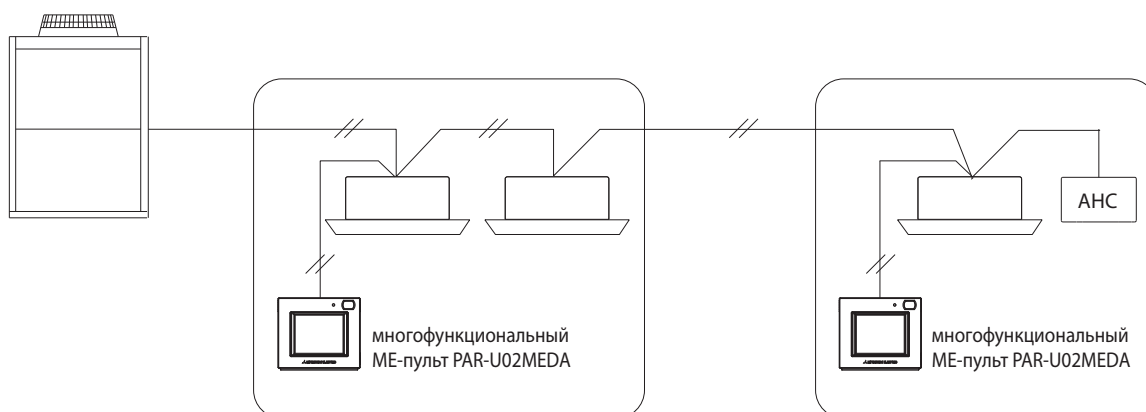 АНС
многофункциональный
МЕ-пульт PAR-U02MEDA
многофункциональный
МЕ-пульт PAR-U02MEDA